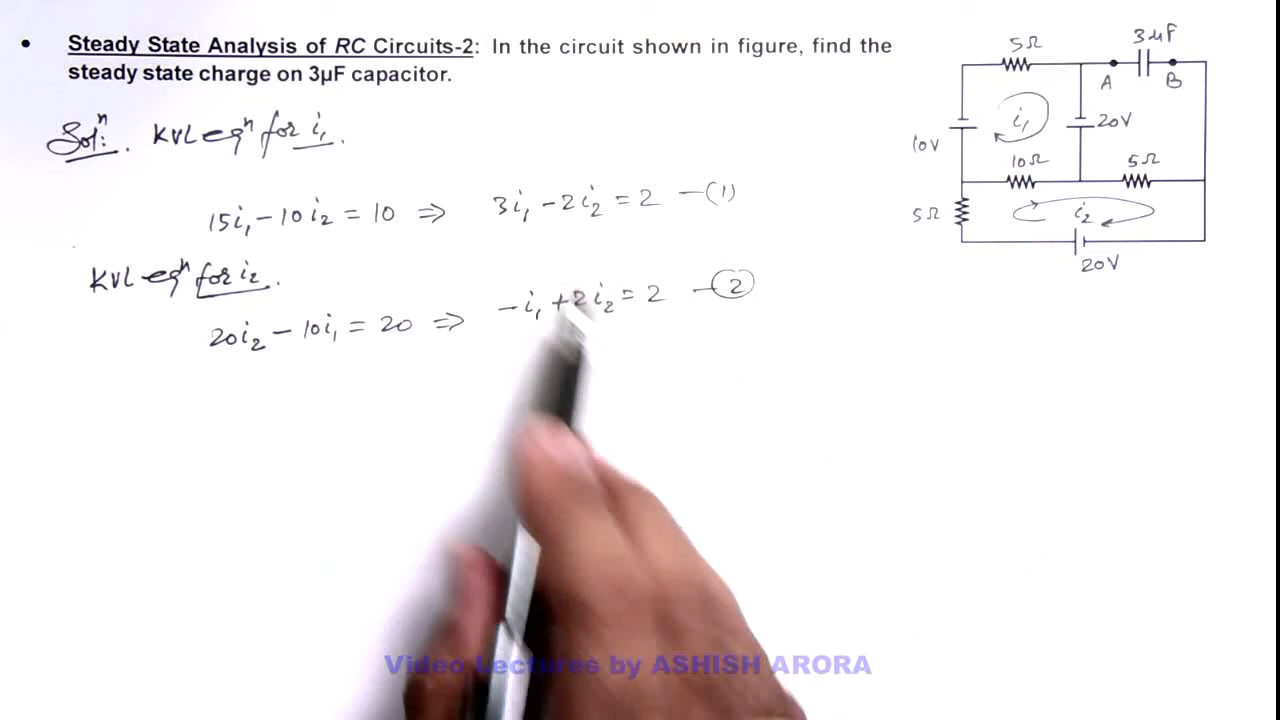 • Steady State Analysis of RC Circuits-2: In the circuit shown in figure, find the
steady state charge on 3µF capacitor.
Solⁿ: . KVL eqⁿ for i₁.
15i₁ - 10i₂ = 10 ⇒ 3i₁ - 2i₂ = 2 —(1)
KVL eqⁿ for i₂.
20i₂ - 10i₁ = 20 ⇒ -i₁ + 2i₂ = 2 —(2)
5Ω
3µF
A
B
i₁
20V
10V
10Ω
5Ω
5Ω
i₂
20V
Video Lectures by ASHISH ARORA